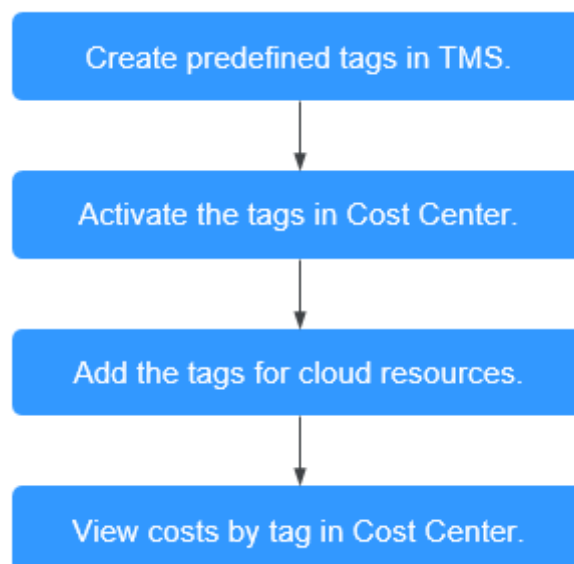 Create predefined tags in TMS.
Activate the tags in Cost Center.
Add the tags for cloud resources.
View costs by tag in Cost Center.